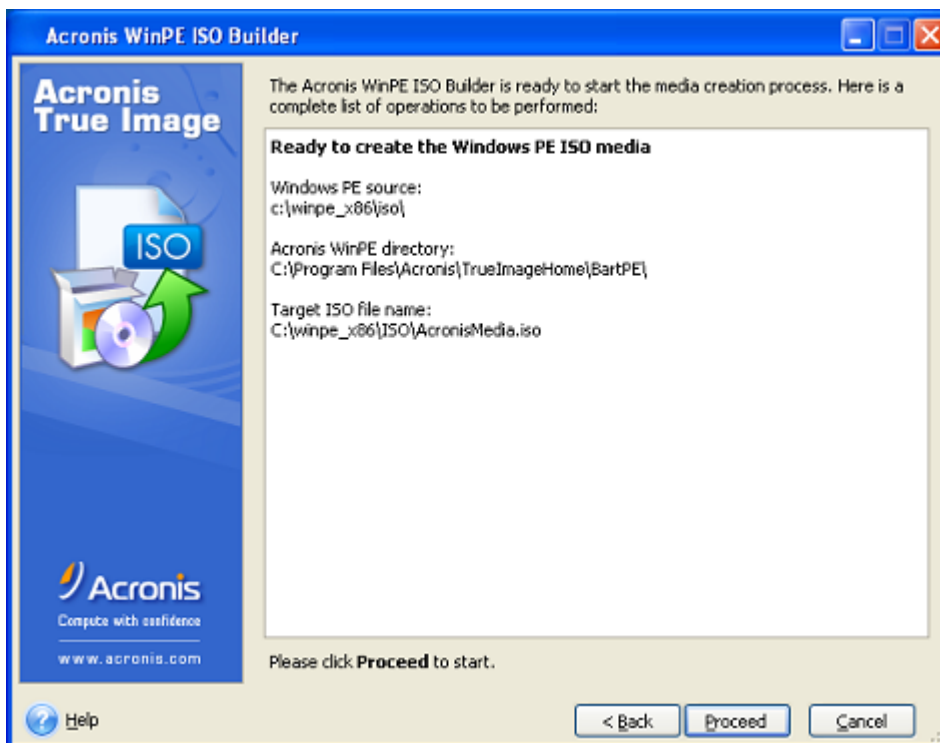 Acronis WinPE ISO Builder
Acronis
True Image
ISO
Acronis
Compute with confidence
www.acronis.com
The Acronis WinPE ISO Builder is ready to start the media creation process. Here is a
complete list of operations to be performed:
Ready to create the Windows PE ISO media
Windows PE source:
c:\winpe_x86\iso\
Acronis WinPE directory:
C:\Program Files\Acronis\TrueImageHome\BartPE\
Target ISO file name:
C:\winpe_x86\ISO\AcronisMedia.iso
Please click Proceed to start.
Help
< Back
Proceed
Cancel